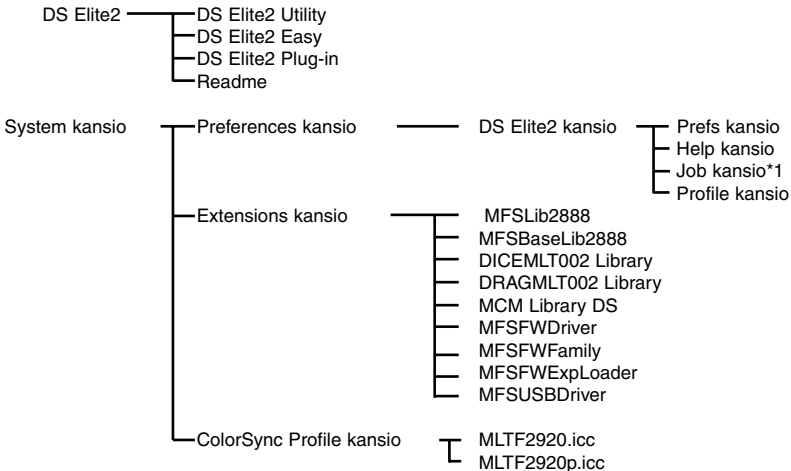 DS Elite2
DS Elite2 Utility
DS Elite2 Easy
DS Elite2 Plug-in
Readme
System kansio
Preferences kansio
DS Elite2 kansio
Prefs kansio
Help kansio
Job kansio*1
Profile kansio
Extensions kansio
MFSLib2888
MFSBaseLib2888
DICEMLT002 Library
DRAGMLT002 Library
MCM Library DS
MFSFWDriver
MFSFWFamily
MFSFWExpLoader
MFSUSBDriver
ColorSync Profile kansio
MLTF2920.icc
MLTF2920p.icc